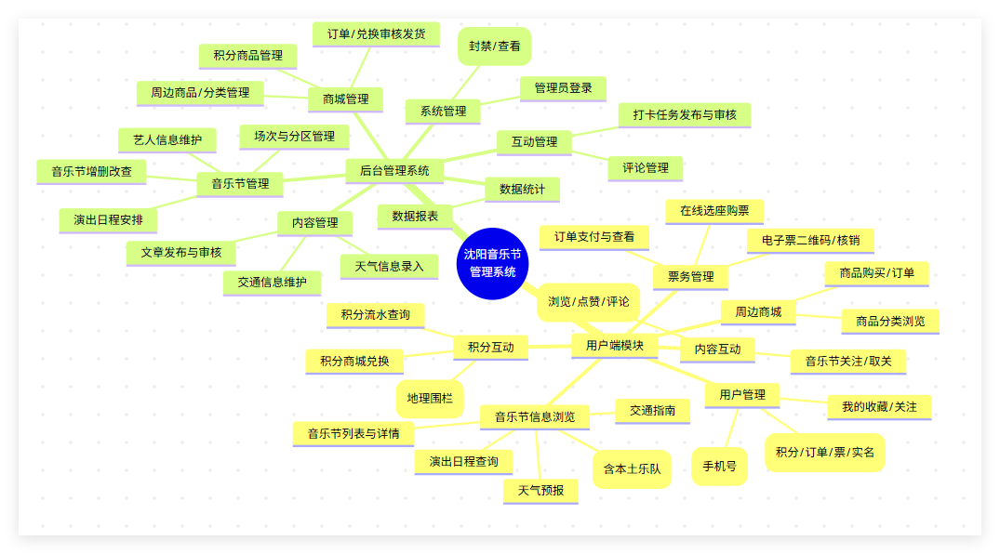 订单/兑换审核发货
封禁/查看
积分商品管理
管理员登录
周边商品/分类管理
商城管理
系统管理
打卡任务发布与审核
艺人信息维护
场次与分区管理
互动管理
音乐节增删改查
后台管理系统
评论管理
音乐节管理
数据统计
演出日程安排
内容管理
数据报表
在线选座购票
文章发布与审核
沈阳音乐节
管理系统
订单支付与查看
电子票二维码/核销
天气信息录入
交通信息维护
票务管理
商品购买/订单
浏览/点赞/评论
积分流水查询
周边商城
商品分类浏览
积分互动
用户端模块
内容互动
积分商城兑换
音乐节关注/取关
地理围栏
用户管理
音乐节信息浏览
交通指南
我的收藏/关注
音乐节列表与详情
演出日程查询
含本土乐队
手机号
积分/订单/票/实名
天气预报